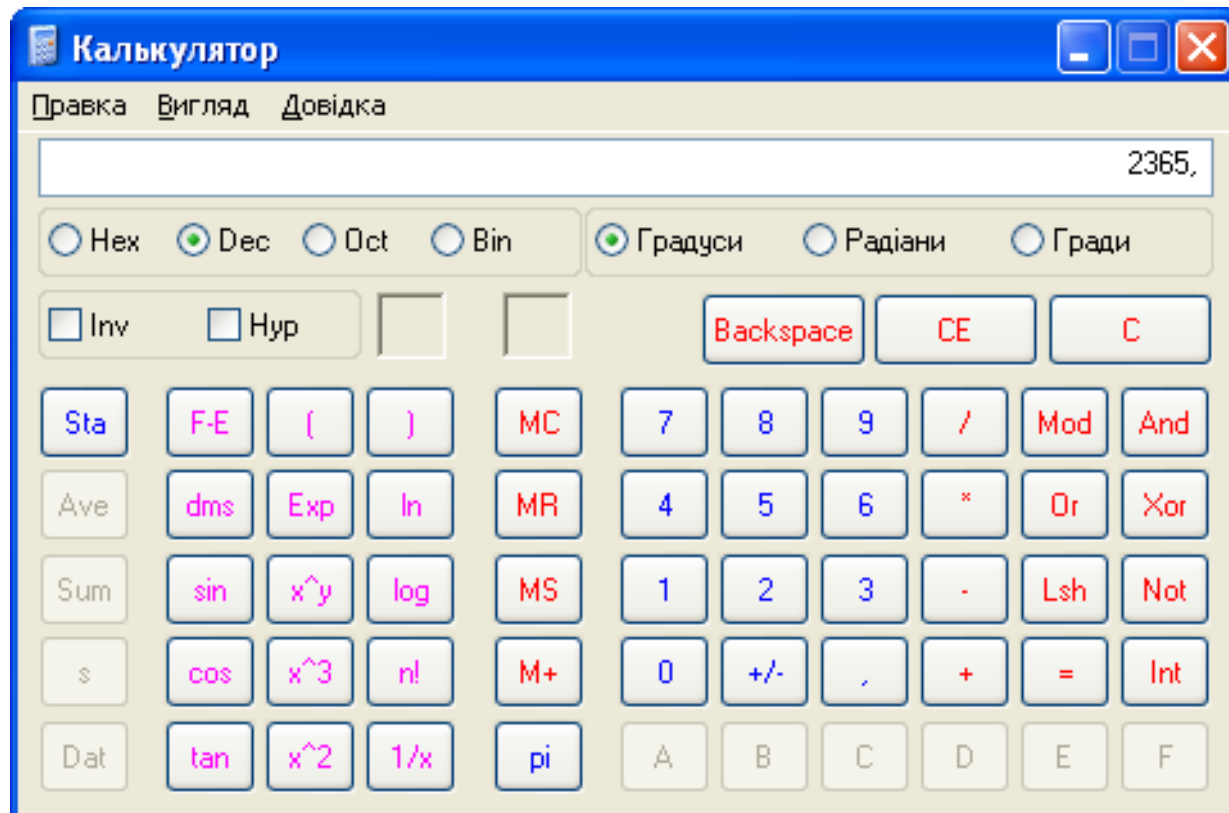 Калькулятор
Правка Вигляд Довідка
2365,
Hex Dec Oct Bin Градуси Радіани Гради
Inv Hyp Backspace CE C
Sta F-E ( ) MC 7 8 9 / Mod And
Ave dms Exp ln MR 4 5 6 * Or Xor
Sum sin x^y log MS 1 2 3 - Lsh Not
s cos x^3 n! M+ 0 +/- , + = Int
Dat tan x^2 1/x pi A B C D E F